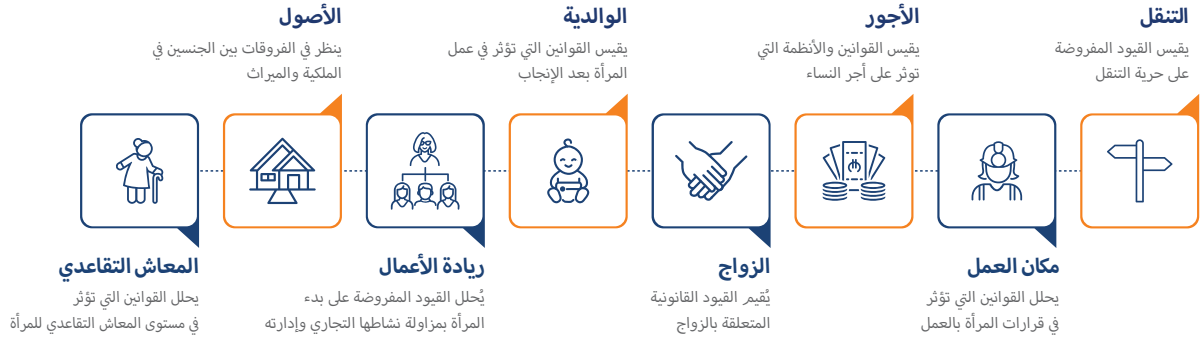 التنقل
يقيس القيود المفروضة
على حرية التنقل
مكان العمل
يحلل القوانين التي تؤثر
في قرارات المرأة بالعمل
الأجور
يقيس القوانين والأنظمة التي
توثر على أجر النساء
الزواج
يُقيم القيود القانونية
المتعلقة بالزواج
الوالدية
يقيس القوانين التي تؤثر في عمل
المرأة بعد الإنجاب
ريادة الأعمال
يُحلل القيود المفروضة على بدء
المرأة بمزاولة نشاطها التجاري وإدارته
الأصول
ينظر في الفروقات بين الجنسين في
الملكية والميراث
المعاش التقاعدي
يحلل القوانين التي تؤثر
في مستوى المعاش التقاعدي للمرأة